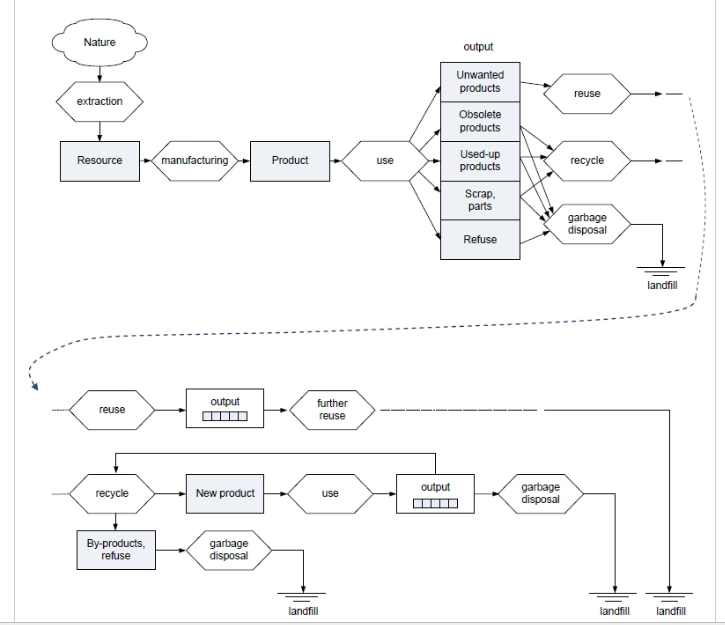 Nature
output
Unwanted
products
extraction
reuse
Obsolete
products
Resource
manufacturing
Product
use
Used-up
products
recycle
Scrap,
parts
garbage
disposal
Refuse
landfill
reuse
output
further
reuse
recycle
New product
use
output
garbage
disposal
By-products,
refuse
garbage
disposal
landfill
landfill
landfill